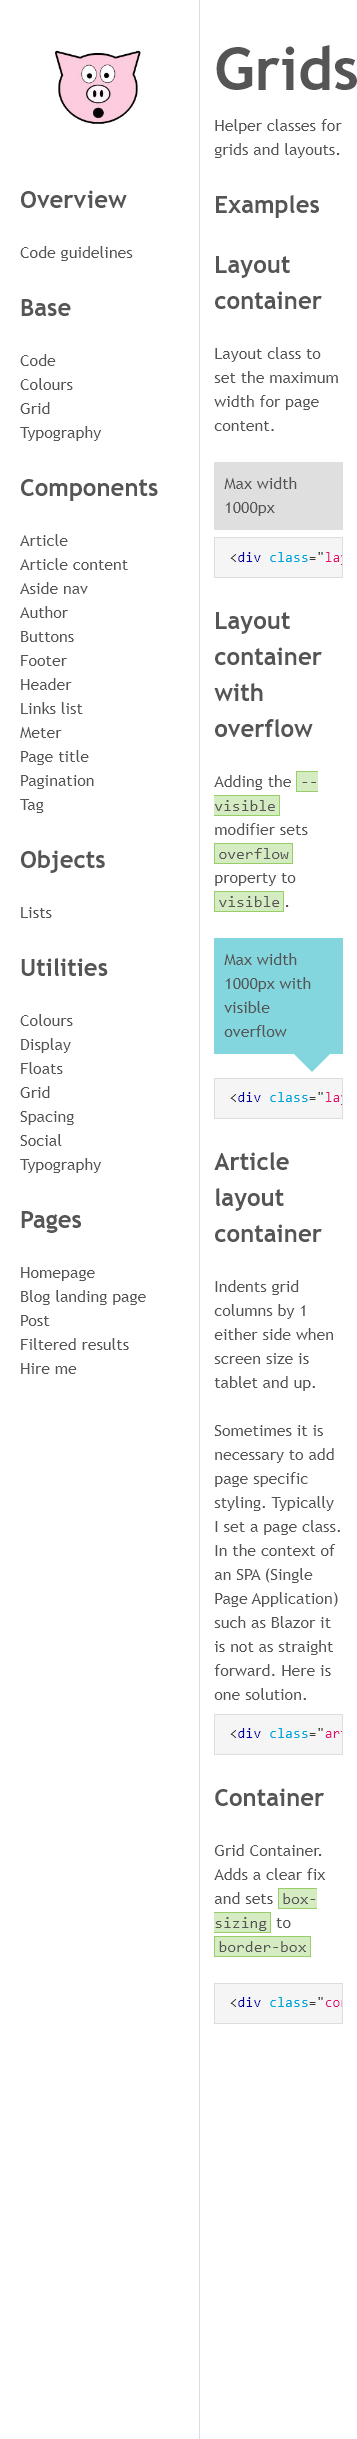 Overview
Code guidelines
Base
Code
Colours
Grid
Typography
Components
Article
Article content
Aside nav
Author
Buttons
Footer
Header
Links list
Meter
Page title
Pagination
Tag
Objects
Lists
Utilities
Colours
Display
Floats
Grid
Spacing
Social
Typography
Pages
Homepage
Blog landing page
Post
Filtered results
Hire me
Grids
Helper classes for
grids and layouts.
Examples
Layout
container
Layout class to
set the maximum
width for page
content.
Max width
1000px
<div class="lay
Layout
container
with
overflow
Adding the --
visible
modifier sets
overflow
property to
visible.
Max width
1000px with
visible
overflow
<div class="lay
Article
layout
container
Indents grid
columns by 1
either side when
screen size is
tablet and up.
Sometimes it is
necessary to add
page specific
styling. Typically
I set a page class.
In the context of
an SPA (Single
Page Application)
such as Blazor it
is not as straight
forward. Here is
one solution.
<div class="art
Container
Grid Container.
Adds a clear fix
and sets box-
sizing to
border-box
<div class="con